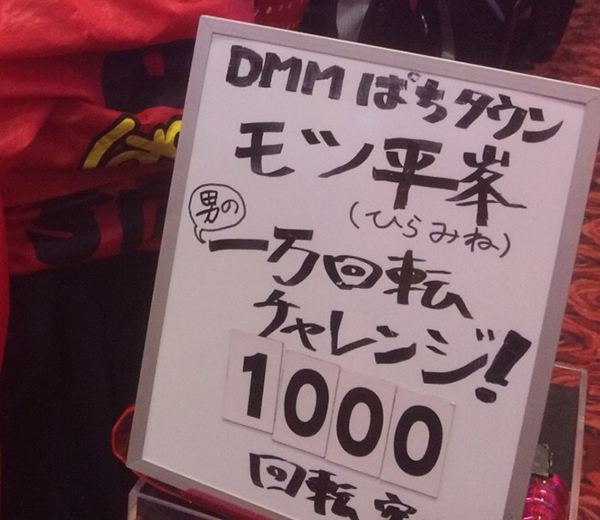 DMMぱちタウン
モツ平峯
(ひらみね)
男の
一万回転
チャレンジ!
1000
回転